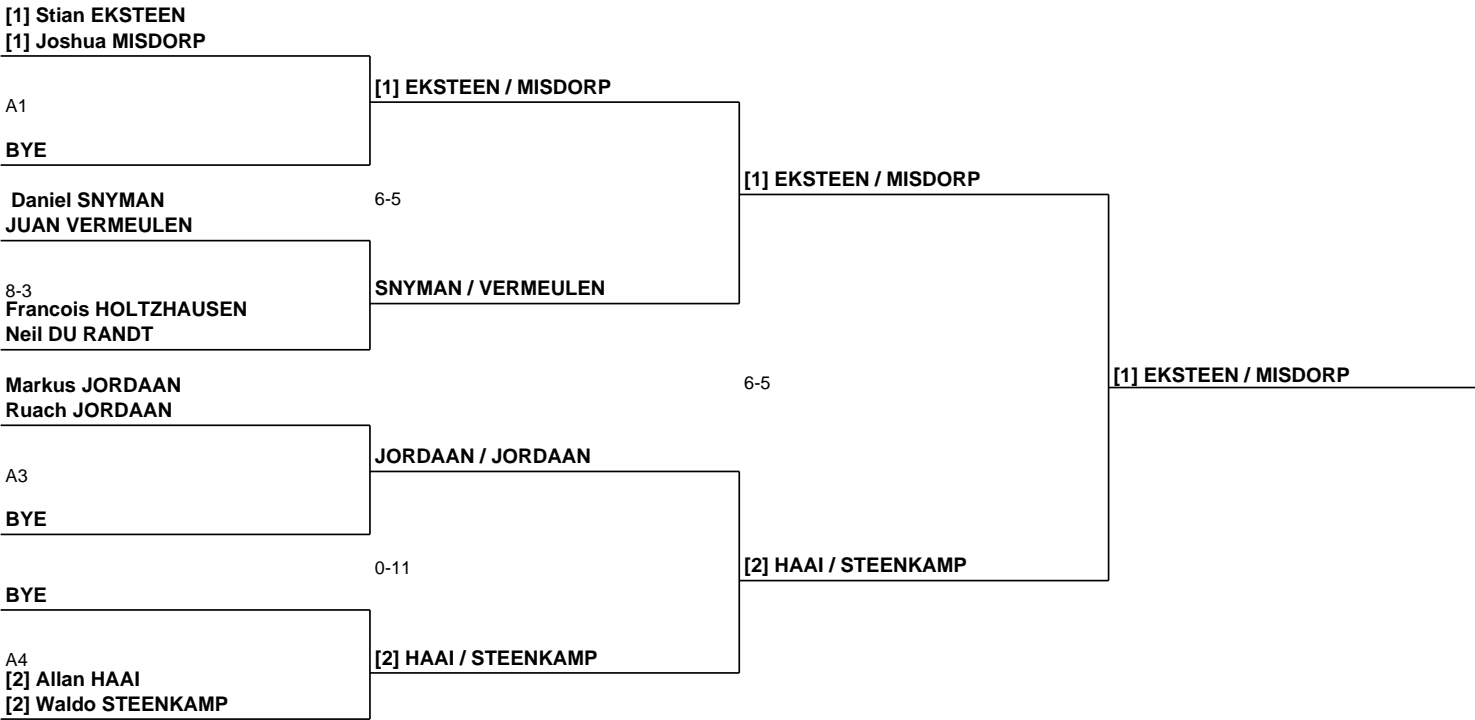 [1] Stian EKSTEEN
[1] Joshua MISDORP
[1] EKSTEEN / MISDORP
A1
BYE
[1] EKSTEEN / MISDORP
Daniel SNYMAN
6-5
JUAN VERMEULEN
SNYMAN / VERMEULEN
8-3
Francois HOLTZHAUSEN
Neil DU RANDT
[1] EKSTEEN / MISDORP
Markus JORDAAN
6-5
Ruach JORDAAN
JORDAAN / JORDAAN
A3
BYE
[2] HAAI / STEENKAMP
0-11
BYE
[2] HAAI / STEENKAMP
A4
[2] Allan HAAI
[2] Waldo STEENKAMP